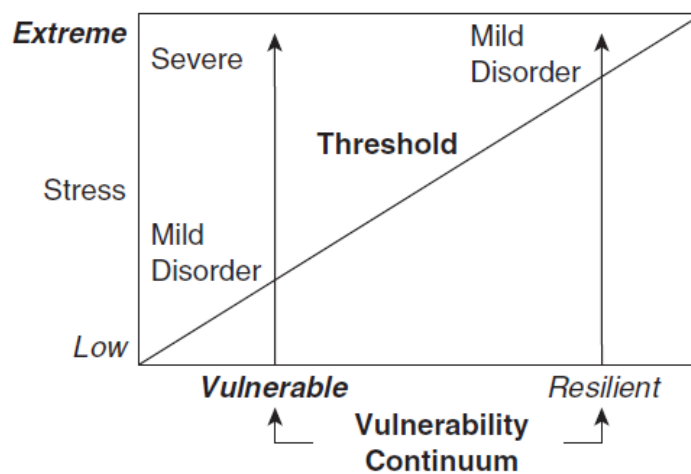 Extreme
Severe
Mild
Disorder
Threshold
Stress
Mild
Disorder
Low
Vulnerable
Resilient
Vulnerability
Continuum